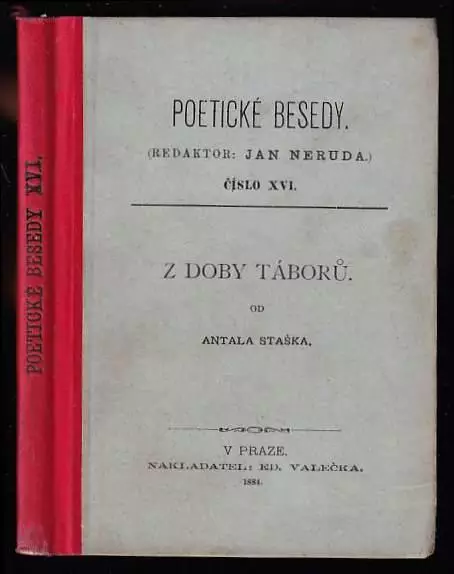 POETICKÉ BESEDY XVI.
POETICKÉ BESEDY.
(REDAKTOR: JAN NERUDA.)
ČÍSLO XVI.
Z DOBY TÁBORŮ.
OD
ANTALA STAŠKA.
V PRAZE.
NAKLADATEL: ED. VALEČKA.
1884.